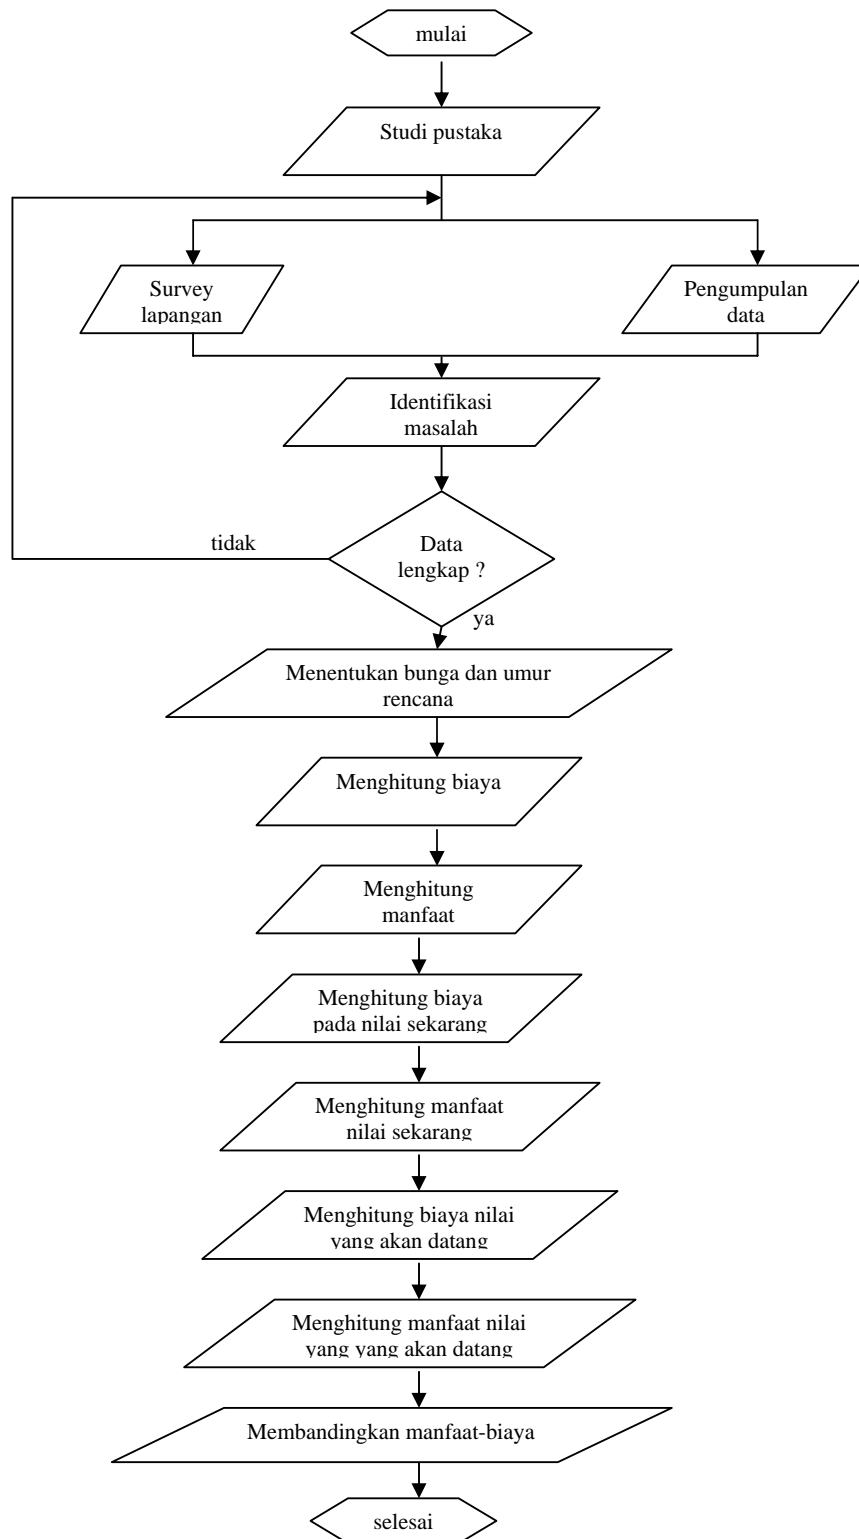 mulai
Studi pustaka
Survey
lapangan
Pengumpulan
data
Identifikasi
masalah
tidak
Data
lengkap ?
ya
Menentukan bunga dan umur
rencana
Menghitung biaya
Menghitung
manfaat
Menghitung biaya
pada nilai sekarang
Menghitung manfaat
nilai sekarang
Menghitung biaya nilai
yang akan datang
Menghitung manfaat nilai
yang yang akan datang
Membandingkan manfaat-biaya
selesai